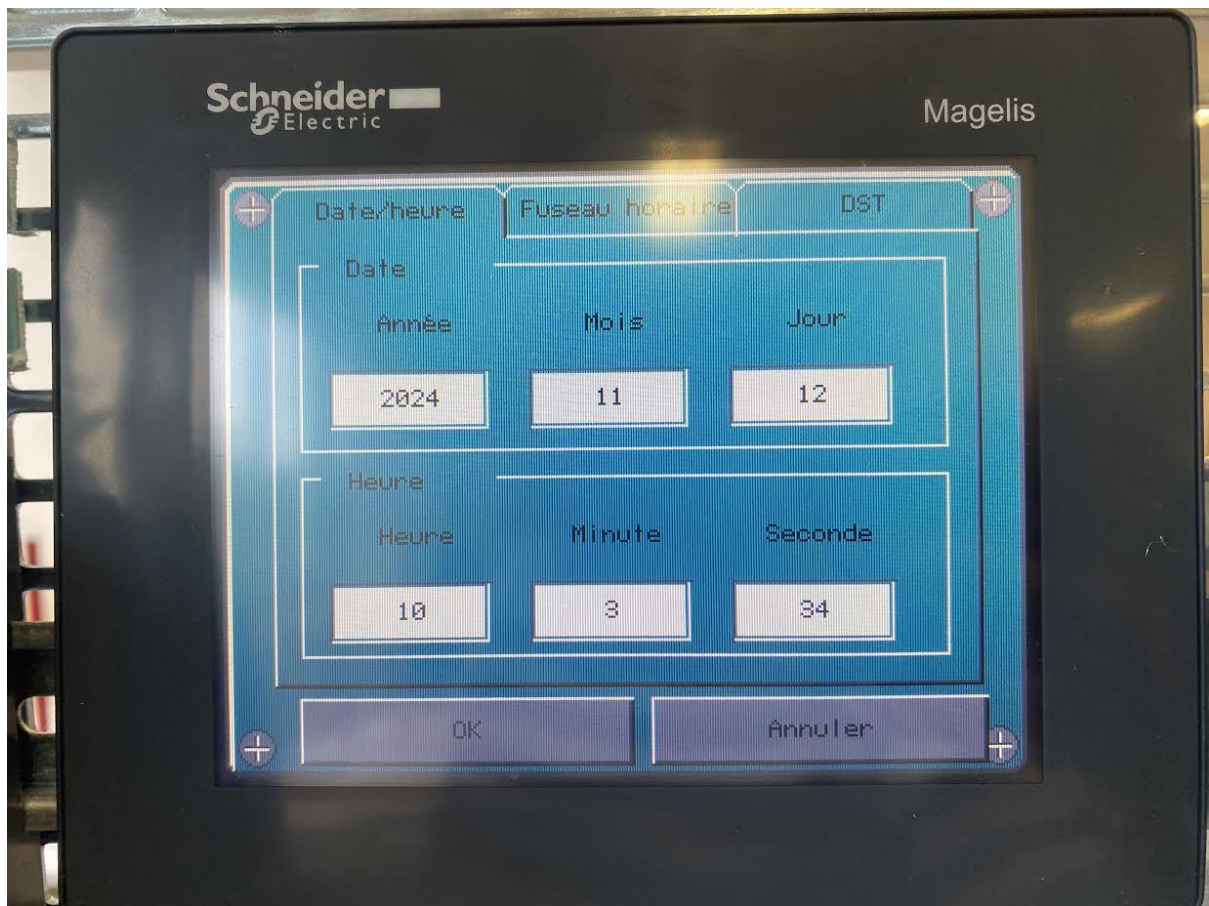 Schneider
Electric
Magelis
Date/heure Fuseau horaire DST
Date
Année Mois Jour
2024 11 12
Heure
Heure Minute Seconde
10 3 34
OK Annuler